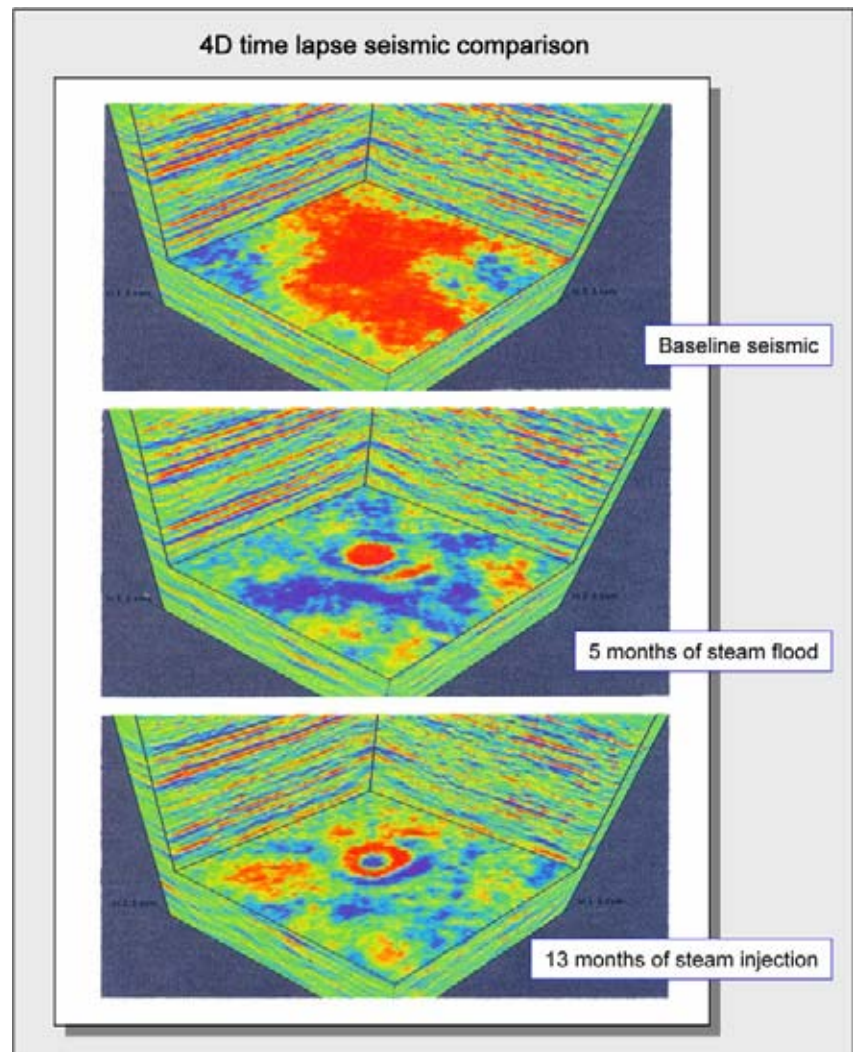 4D time lapse seismic comparison
Baseline seismic
5 months of steam flood
13 months of steam injection